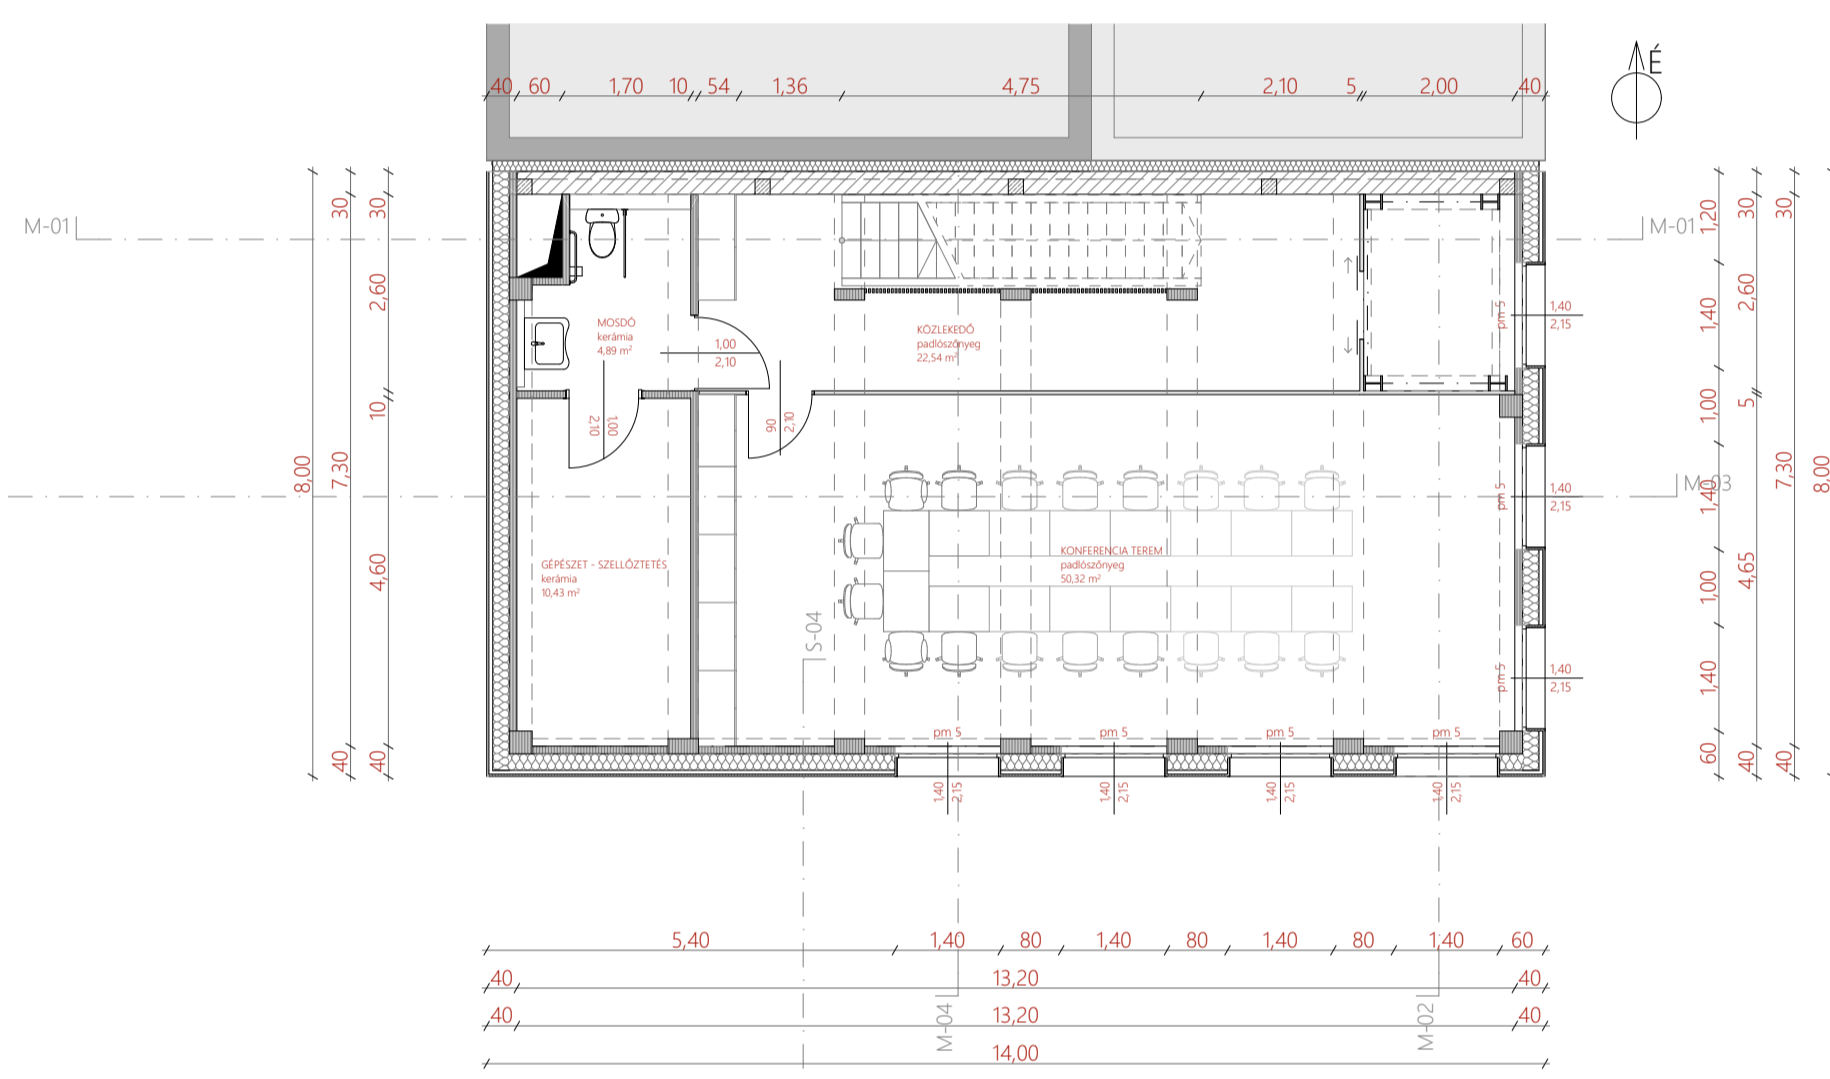 É
40 60 1,70 10 54 1,36 4,75 2,10 5 2,00 40
M-01
M-01
30
30
2,60
10
4,60
7,30
8,00
40
40
MOSDÓ
kerámia
4,89 m²
1,00
2,10
KÖZLEKEDŐ
padlószőnyeg
22,54 m²
1,00
2,10
90
2,10
GÉPÉSZET - SZELLŐZTETÉS
kerámia
10,43 m²
KONFERENCIA TEREM
padlószőnyeg
50,32 m²
S-04
pm 5
1,40
2,15
pm 5
1,40
2,15
pm 5
1,40
2,15
M-03
1,20
1,40
1,00
1,40
1,00
1,40
60
30
2,60
5
4,65
40
30
7,30
40
8,00
pm 5 pm 5 pm 5 pm 5
1,40 2,15 1,40 2,15 1,40 2,15 1,40 2,15
5,40 1,40 80 1,40 80 1,40 80 1,40 60
40 13,20 40
M-04
M-02
40 13,20 40
14,00